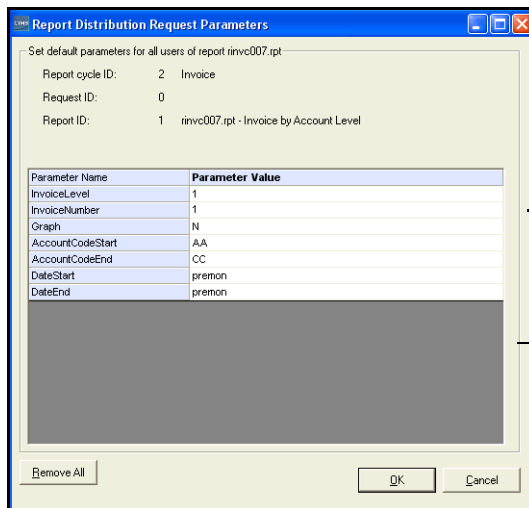 Report Distribution Request Parameters
Set default parameters for all users of report rinvc007.rpt
Report cycle ID: 2 Invoice
Request ID: 0
Report ID: 1 rinvc007.rpt - Invoice by Account Level
Parameter Name Parameter Value
InvoiceLevel 1
InvoiceNumber 1
Graph N
AccountCodeStart AA
AccountCodeEnd CC
DateStart premon
DateEnd premon
Remove All OK Cancel